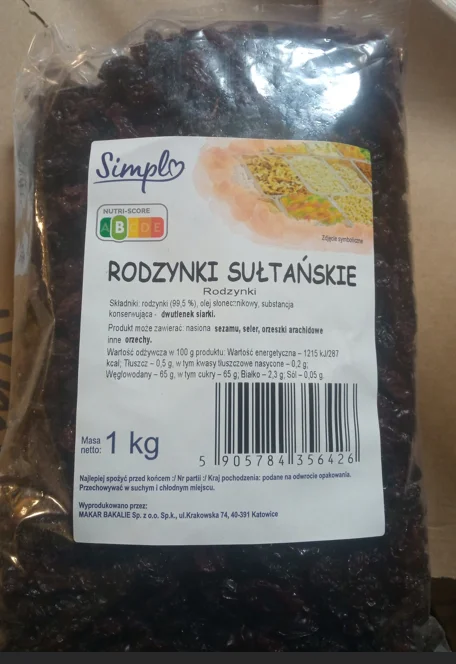 Simplo
NUTRI-SCORE
A B C D E
Zdjęcie symboliczne
RODZYNKI SUŁTAŃSKIE
Rodzynki
Składniki: rodzynki (99,5 %), olej słonecznikowy, substancja
konserwująca - dwutlenek siarki.
Produkt może zawierać: nasiona sezamu, seler, orzeszki arachidowe
inne orzechy.
Wartość odżywcza w 100 g produktu: Wartość energetyczna – 1215 kJ/287
kcal; Tłuszcz – 0,5 g, w tym kwasy tłuszczowe nasycone – 0,2 g;
Węglowodany – 65 g, w tym cukry – 65 g; Białko – 2,3 g; Sól – 0,05 g.
Masa
netto: 1 kg
5 905784 356426
Najlepiej spożyć przed końcem :/ Nr partii :/ Kraj pochodzenia: podane na odwrocie opakowania.
Przechowywać w suchym i chłodnym miejscu.
Wyprodukowano przez:
MAKAR BAKALIE Sp. z o.o. Sp.k., ul.Krakowska 74, 40-391 Katowice